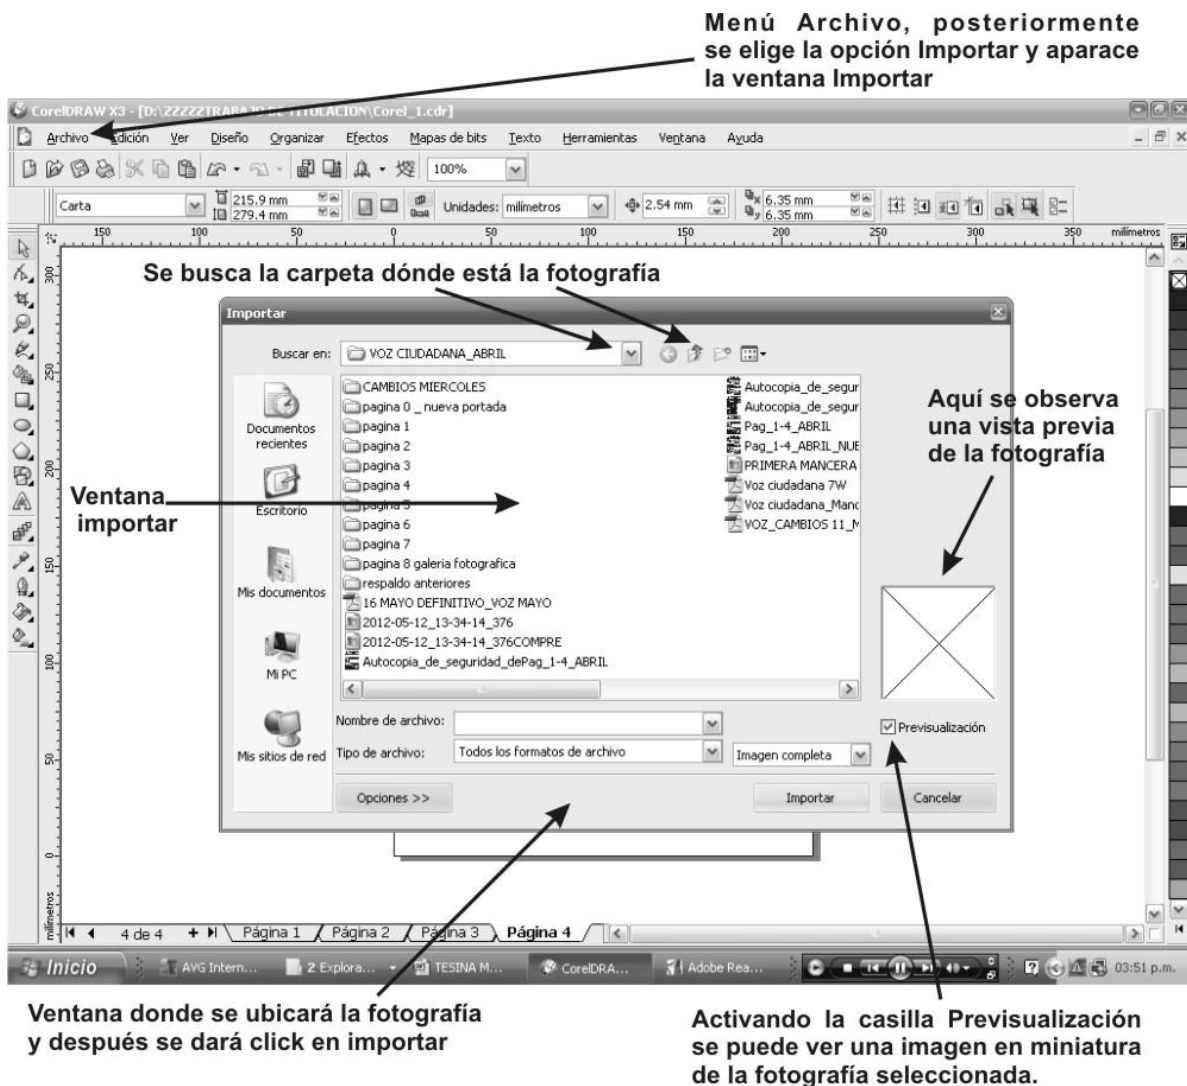 Menú Archivo, posteriormente
se elige la opción Importar y aparace
la ventana Importar
CorelDRAW X3 - [D:\ZZZZZTRABAJO DE TITULACION\Corel_1.cdr]
Archivo Edición Ver Diseño Organizar Efectos Mapas de bits Texto Herramientas Ventana Ayuda
100%
Carta 215.9 mm 279.4 mm Unidades: milímetros 2.54 mm x 6.35 mm y 6.35 mm
150 100 50 0 50 100 150 200 250 300 350 milímetros
Se busca la carpeta dónde está la fotografía
Importar
Buscar en: VOZ CIUDADANA_ABRIL
Documentos recientes
Escritorio
Mis documentos
Mi PC
Mis sitios de red
CAMBIOS MIERCOLES
pagina 0 _ nueva portada
pagina 1
pagina 2
pagina 3
pagina 4
pagina 5
pagina 6
pagina 7
pagina 8 galeria fotografica
respaldo anteriores
16 MAYO DEFINITIVO_VOZ MAYO
2012-05-12_13-34-14_376
2012-05-12_13-34-14_376COMPRE
Autocopia_de_seguridad_dePag_1-4_ABRIL
Autocopia_de_segur
Autocopia_de_segur
Pag_1-4_ABRIL
Pag_1-4_ABRIL_NUE
PRIMERA MANCERA
Voz ciudadana 7W
Voz ciudadana_Manc
VOZ_CAMBIOS 11_M
Aquí se observa
una vista previa
de la fotografía
Ventana
importar
300
250
200
150
100
50
0
milímetros
Nombre de archivo:
Previsualización
Tipo de archivo: Todos los formatos de archivo Imagen completa
Opciones >> Importar Cancelar
4 de 4 Página 1 Página 2 Página 3 Página 4
Inicio AVG Intern... 2 Explora... TESINA M... CorelDRA... Adobe Rea... 03:51 p.m.
Ventana donde se ubicará la fotografía
y después se dará click en importar
Activando la casilla Previsualización
se puede ver una imagen en miniatura
de la fotografía seleccionada.